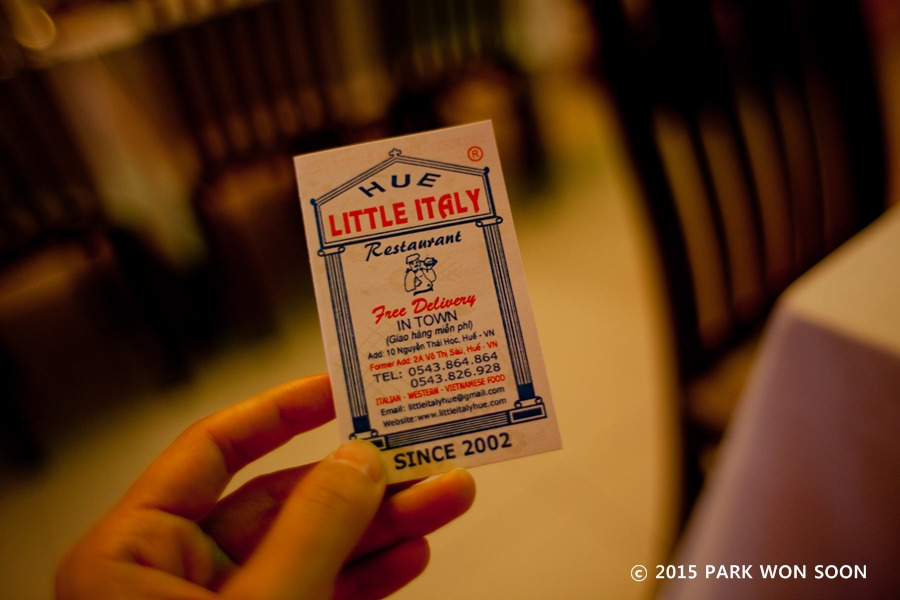 ®
HUE
LITTLE ITALY
Restaurant
Free Delivery
IN TOWN
(Giao hàng miễn phí)
Add: 10 Nguyễn Thái Học, Huế - VN
Former Add: 2A Võ Thị Sáu, Huế - VN
TEL: 0543.864.864
0543.826.928
ITALIAN - WESTERN - VIETNAMESE FOOD
Email: littleitalyhue@gmail.com
Website:www.littleitalyhue.com
SINCE 2002
© 2015 PARK WON SOON